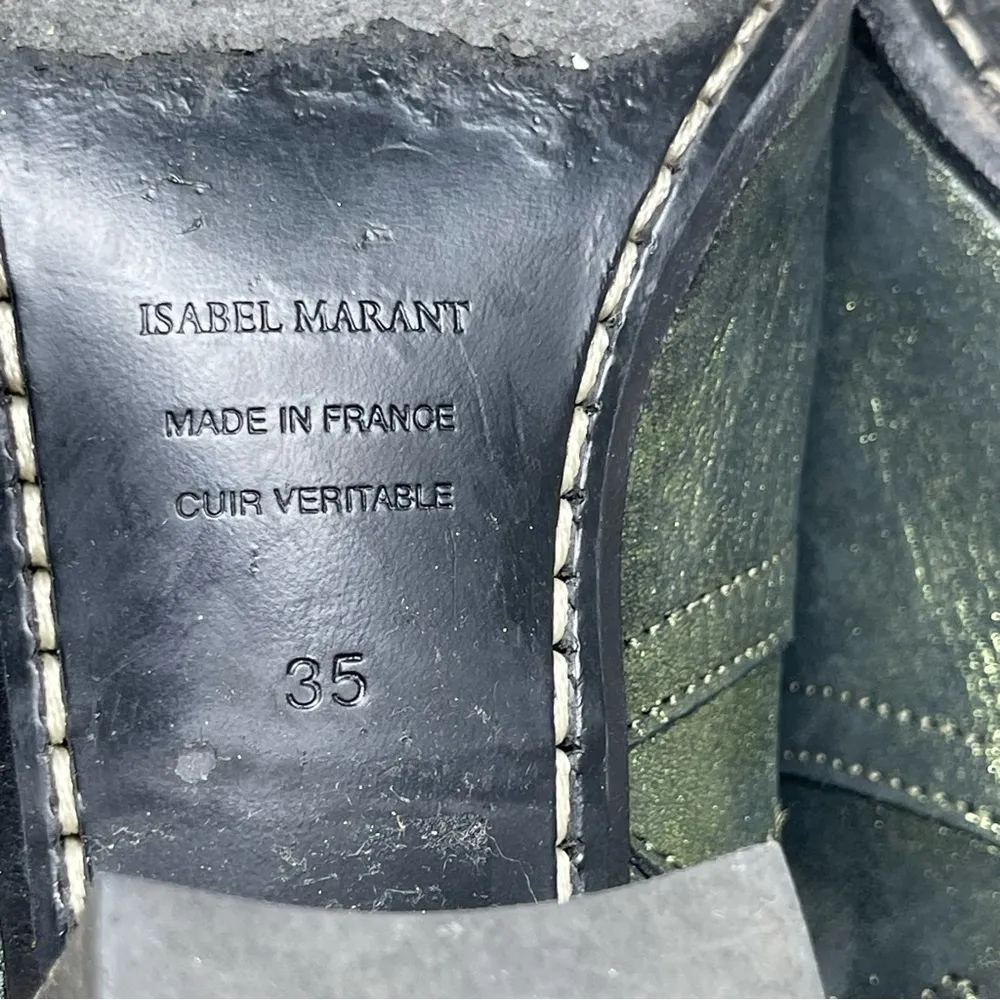 ISABEL MARANT
MADE IN FRANCE
CUIR VERITABLE
35